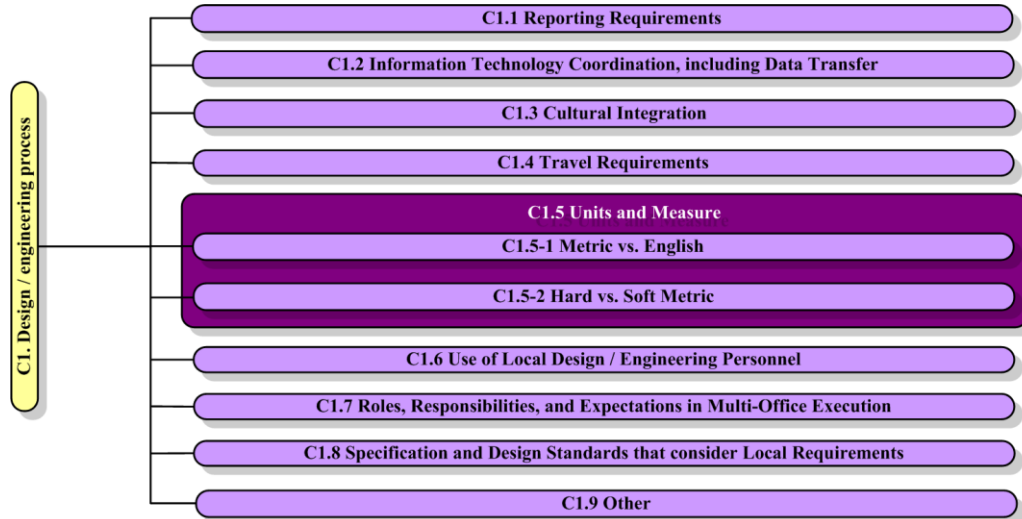 C1. Design / engineering process
C1.1 Reporting Requirements
C1.2 Information Technology Coordination, including Data Transfer
C1.3 Cultural Integration
C1.4 Travel Requirements
C1.5 Units and Measure
C1.5-1 Metric vs. English
C1.5-2 Hard vs. Soft Metric
C1.6 Use of Local Design / Engineering Personnel
C1.7 Roles, Responsibilities, and Expectations in Multi-Office Execution
C1.8 Specification and Design Standards that consider Local Requirements
C1.9 Other